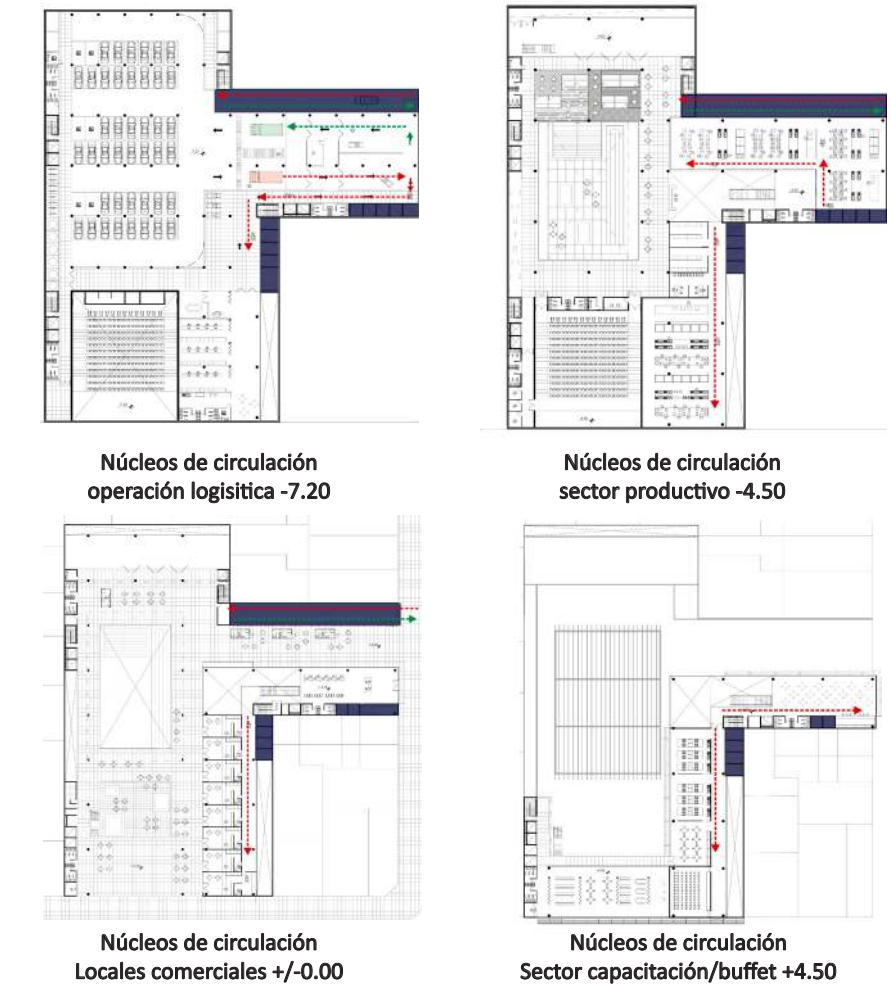 Núcleos de circulación
operación logisitica -7.20
Núcleos de circulación
sector productivo -4.50
Núcleos de circulación
Locales comerciales +/-0.00
Núcleos de circulación
Sector capacitación/buffet +4.50